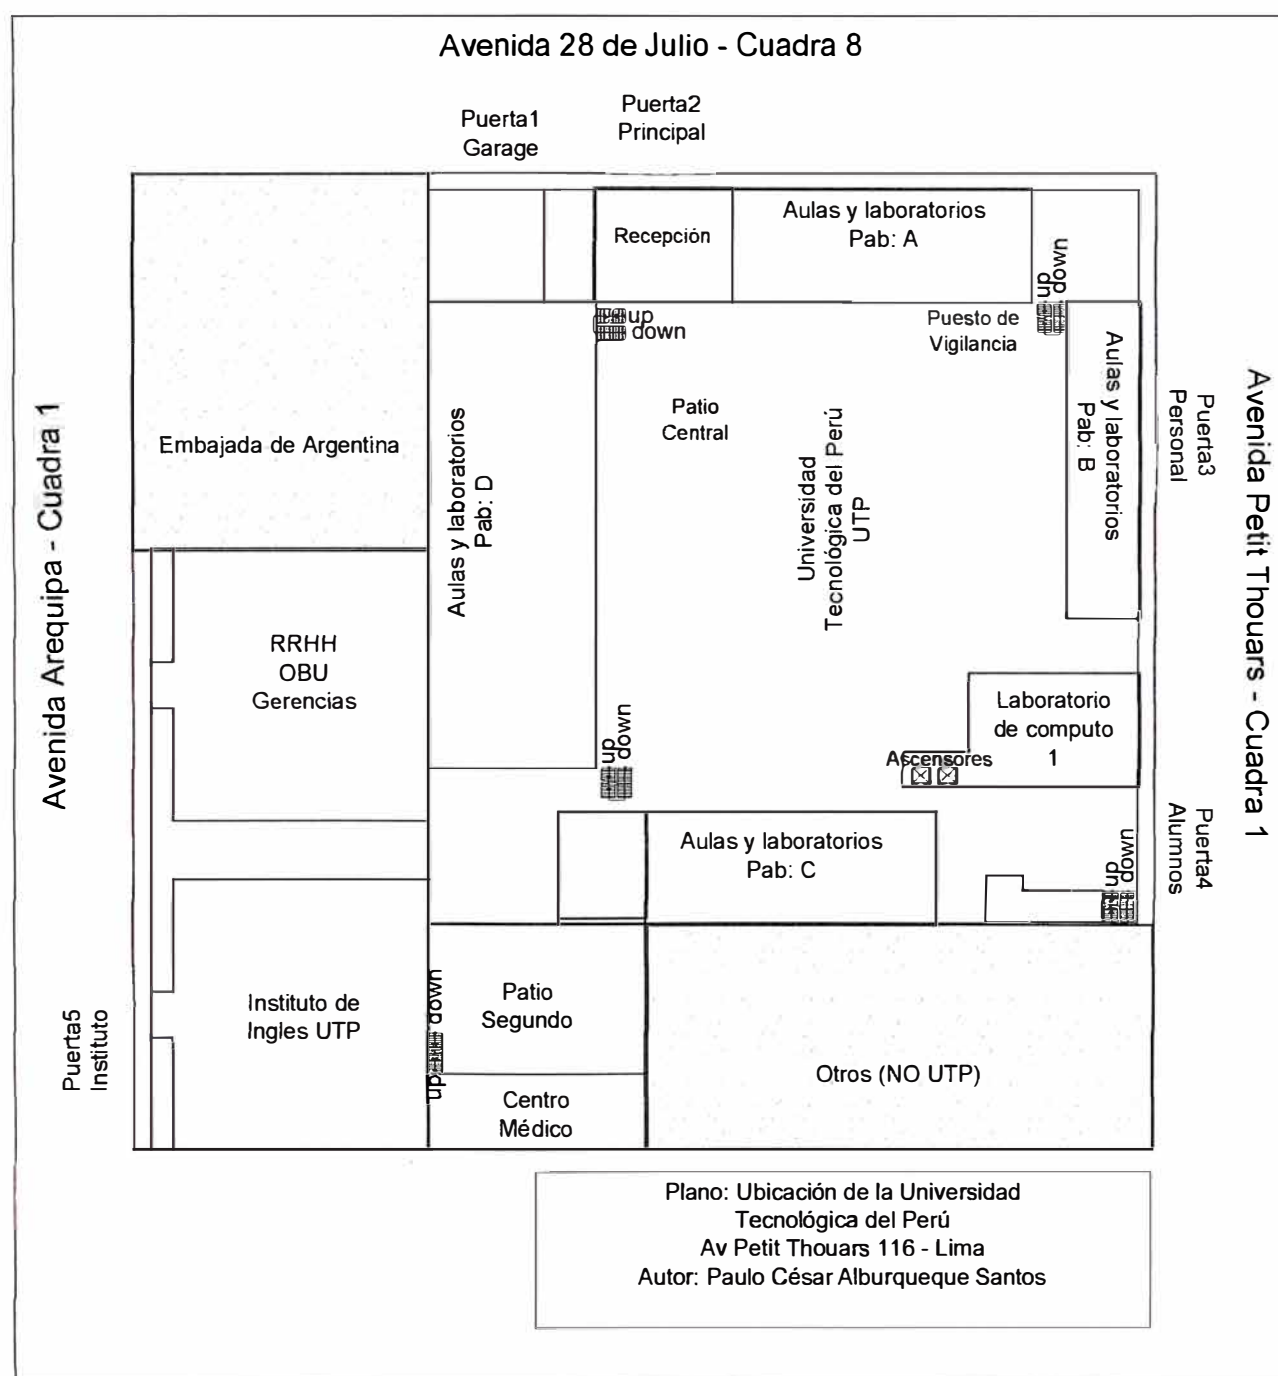 Avenida 28 de Julio - Cuadra 8
Puerta1
Garage
Puerta2
Principal
Recepción
Aulas y laboratorios
Pab: A
up
down
up
down
Puesto de
Vigilancia
Aulas y laboratorios
Pab: B
Puerta3
Personal
Avenida Petit Thouars - Cuadra 1
Avenida Arequipa - Cuadra 1
Embajada de Argentina
Aulas y laboratorios
Pab: D
Patio
Central
Universidad
Tecnológica del Perú
UTP
RRHH
OBU
Gerencias
up
down
Laboratorio
de computo
1
Ascensores
Aulas y laboratorios
Pab: C
up
down
Puerta4
Alumnos
Puerta5
Instituto
Instituto de
Ingles UTP
down
up
Patio
Segundo
Centro
Médico
Otros (NO UTP)
Plano: Ubicación de la Universidad
Tecnológica del Perú
Av Petit Thouars 116 - Lima
Autor: Paulo César Alburqueque Santos